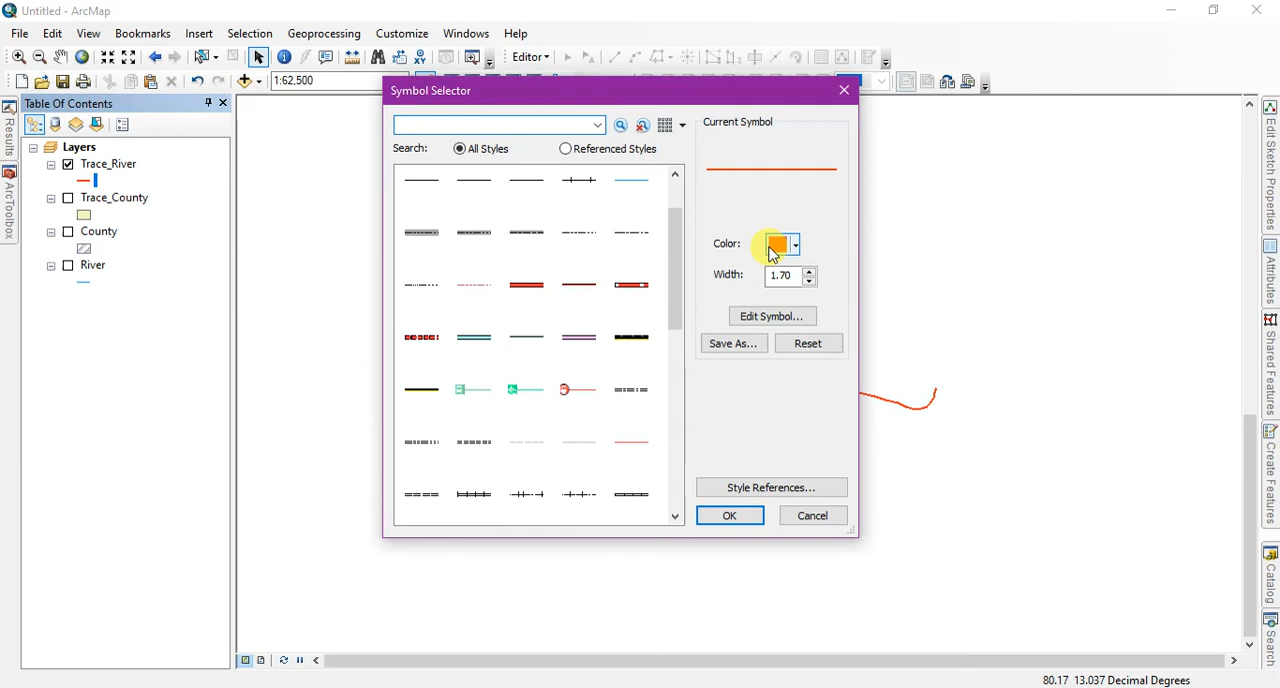 Untitled - ArcMap
File Edit View Bookmarks Insert Selection Geoprocessing Customize Windows Help
Editor
1:62,500
Table Of Contents
Layers
Trace_River
Trace_County
County
River
Results
ArcToolbox
Symbol Selector
Search: All Styles Referenced Styles
Current Symbol
Color:
Width: 1.70
Edit Symbol...
Save As... Reset
Style References...
OK Cancel
Edit Sketch Properties
Attributes
Shared Features
Create Features
Catalog
Search
80.17 13.037 Decimal Degrees